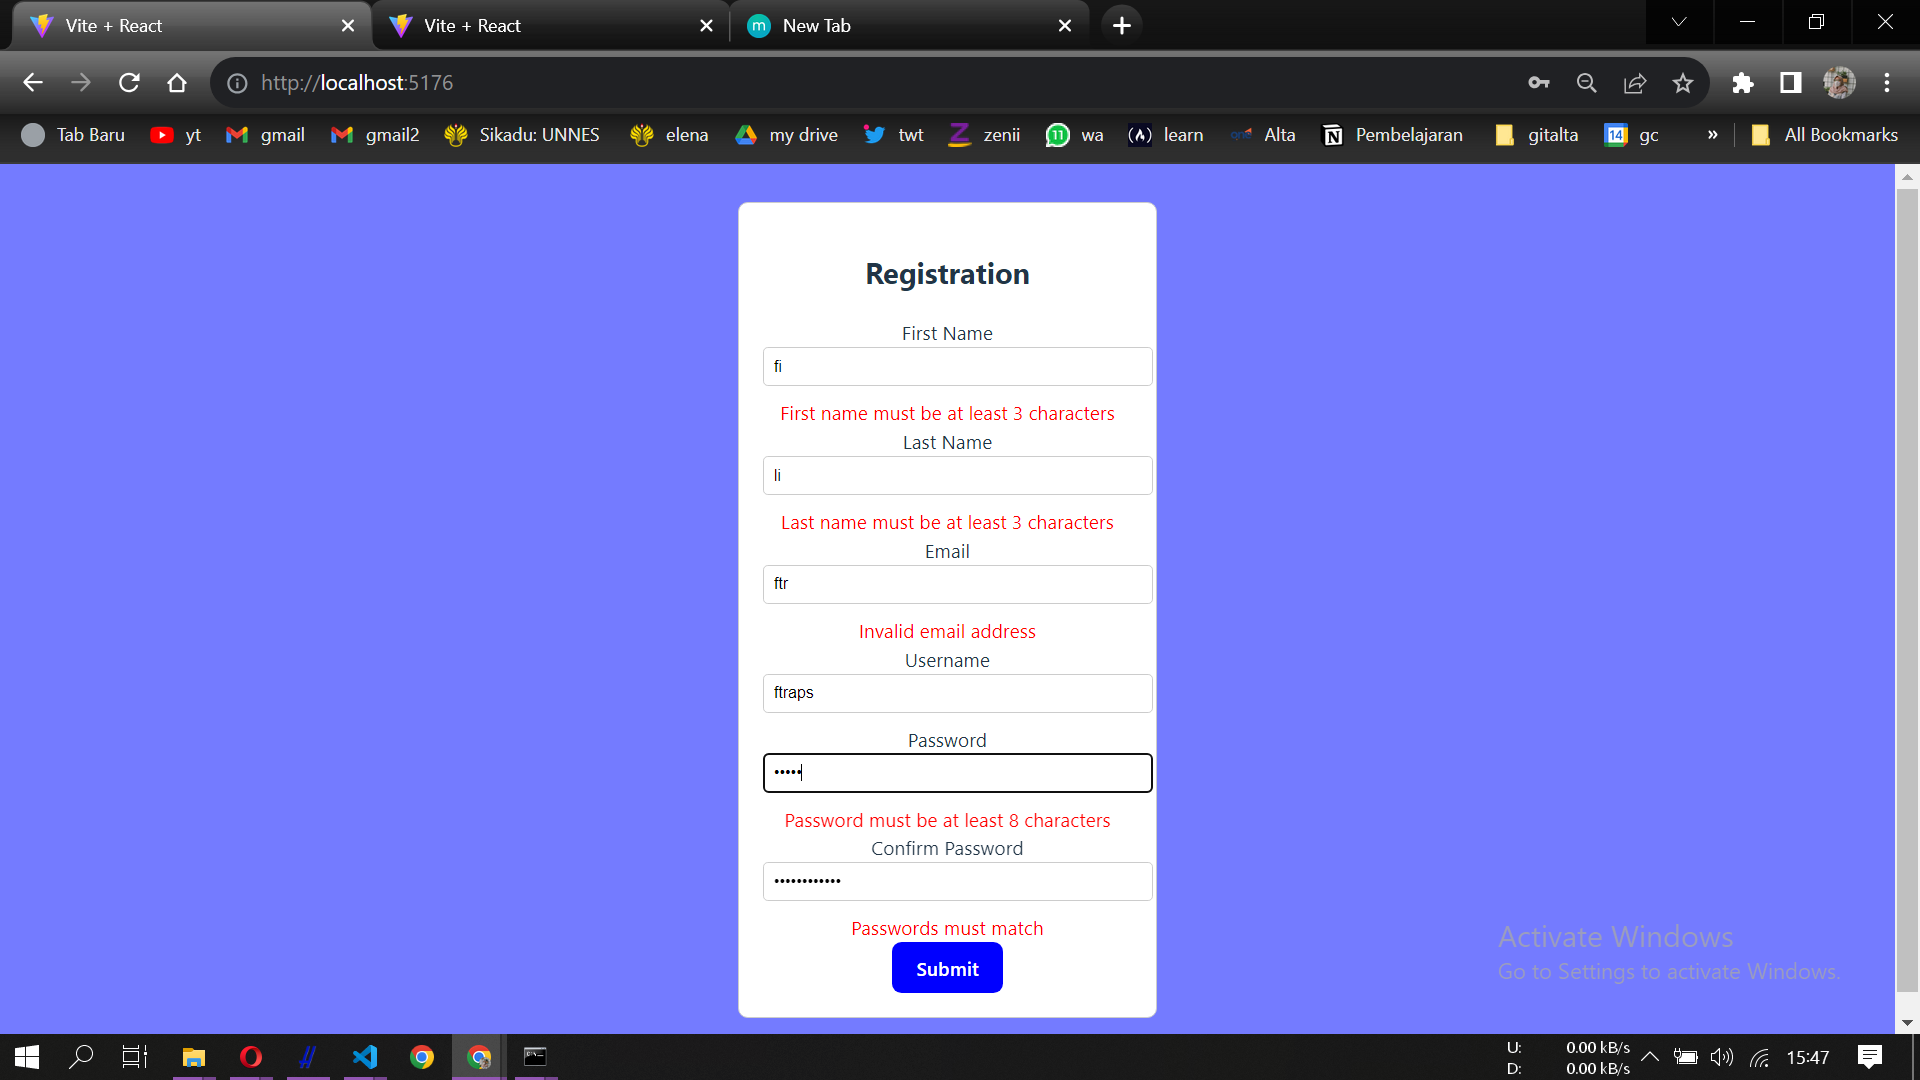 Vite + React
Vite + React
m New Tab
http://localhost:5176
Tab Baru yt gmail gmail2 Sikadu: UNNES elena my drive twt Z zenii 11 wa learn Alta N Pembelajaran gitalta 14 gc » All Bookmarks
Registration
First Name
fi
First name must be at least 3 characters
Last Name
li
Last name must be at least 3 characters
Email
ftr
Invalid email address
Username
ftraps
Password
•••••
Password must be at least 8 characters
Confirm Password
••••••••••••
Passwords must match
Submit
Activate Windows
Go to Settings to activate Windows.
U: 0.00 kB/s
D: 0.00 kB/s
15:47